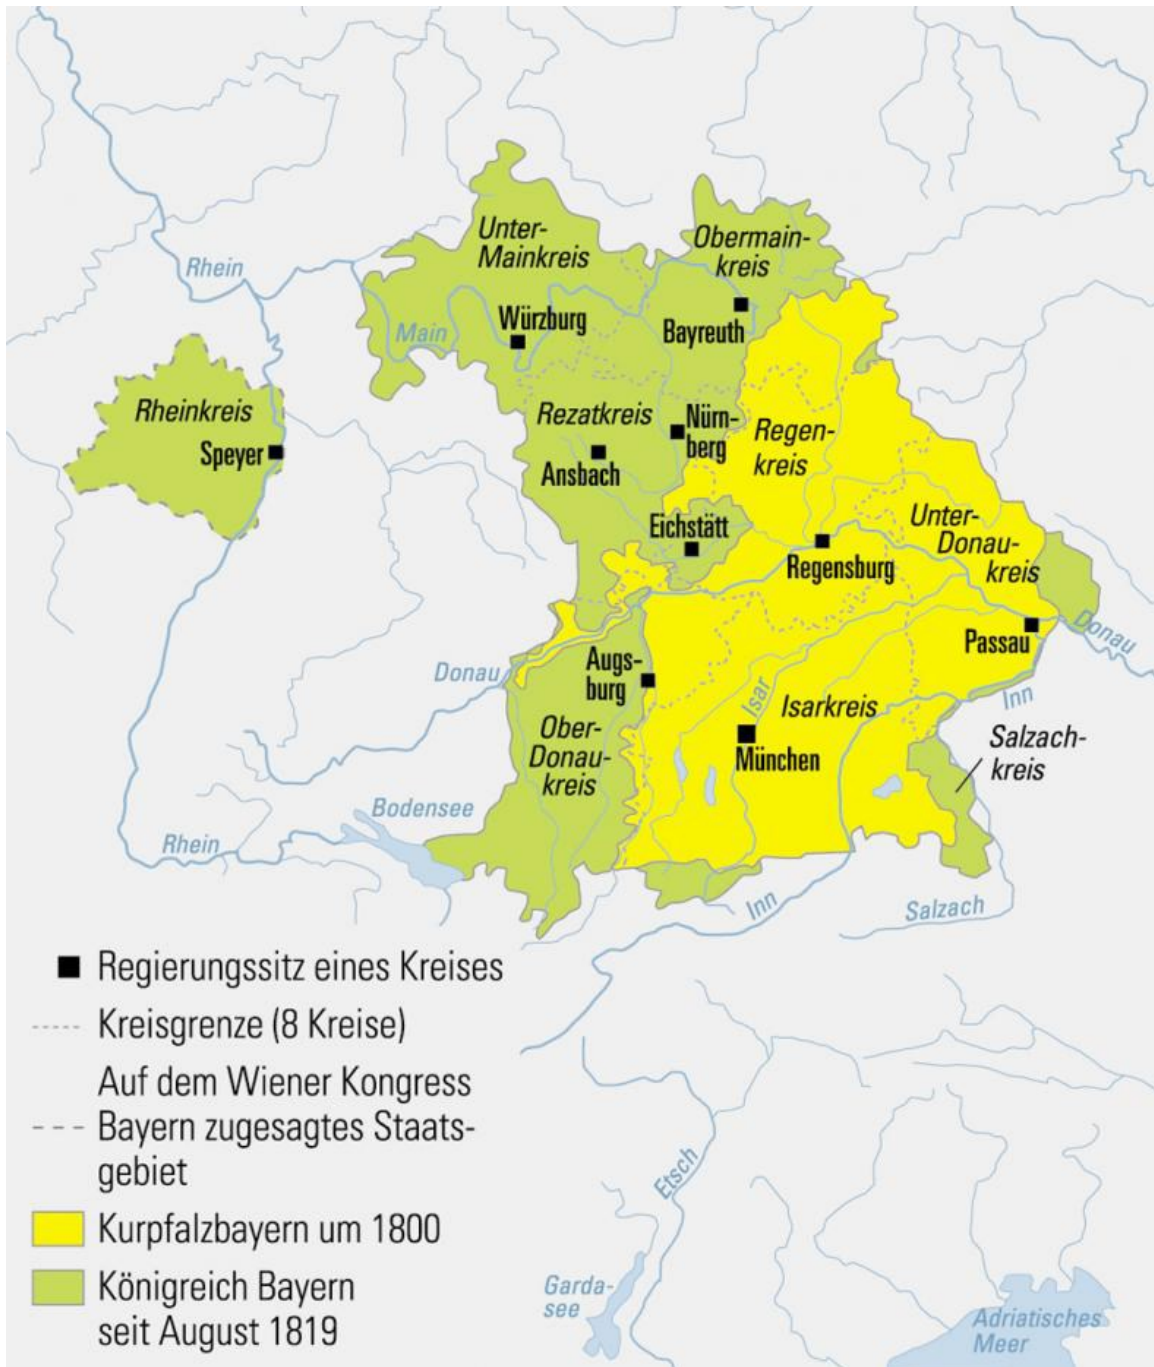 Unter-
Mainkreis
Obermain-
kreis
Rhein
Würzburg
Main
Bayreuth
Rheinkreis
Speyer
Rezatkreis
Nürn-
berg
Ansbach
Regen-
kreis
Eichstätt
Unter-
Donau-
kreis
Regensburg
Passau
Donau
Donau
Augs-
burg
Isar
Isarkreis
Inn
Ober-
Donau-
kreis
München
Salzach-
kreis
Bodensee
Rhein
Inn
Salzach
Regierungssitz eines Kreises
Kreisgrenze (8 Kreise)
Auf dem Wiener Kongress
Bayern zugesagtes Staats-
gebiet
Kurpfalzbayern um 1800
Königreich Bayern
seit August 1819
Etsch
Garda-
see
Adriatisches
Meer